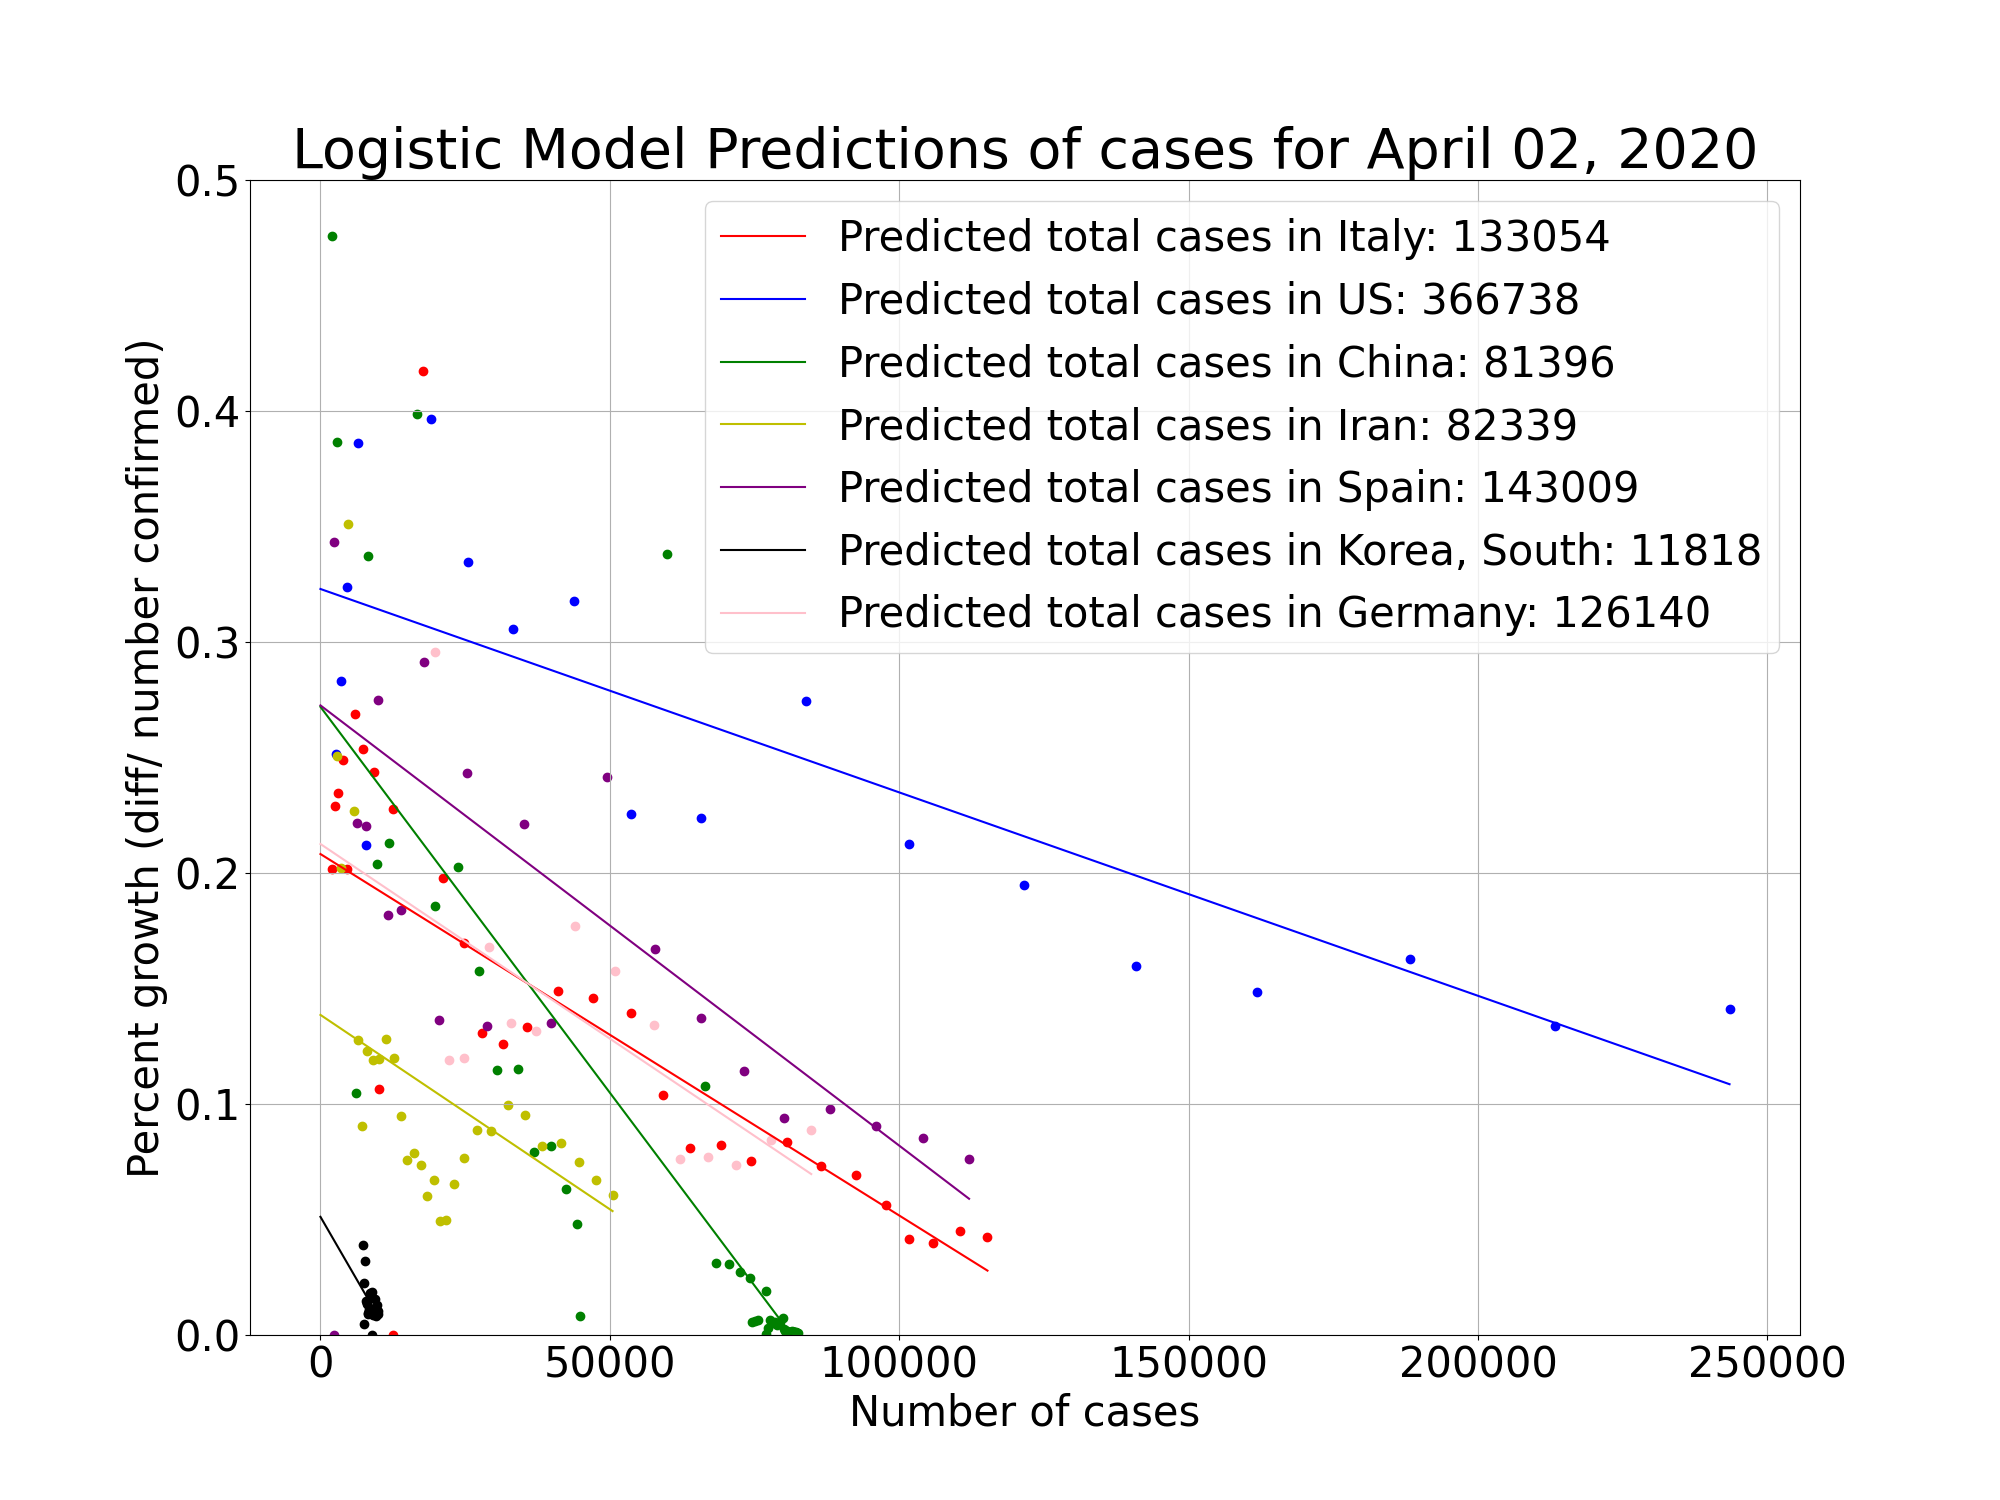 Logistic Model Predictions of cases for April 02, 2020
0.5
0.4
0.3
0.2
0.1
0.0
Percent growth (diff/ number confirmed)
Predicted total cases in Italy: 133054
Predicted total cases in US: 366738
Predicted total cases in China: 81396
Predicted total cases in Iran: 82339
Predicted total cases in Spain: 143009
Predicted total cases in Korea, South: 11818
Predicted total cases in Germany: 126140
0 50000 100000 150000 200000 250000
Number of cases